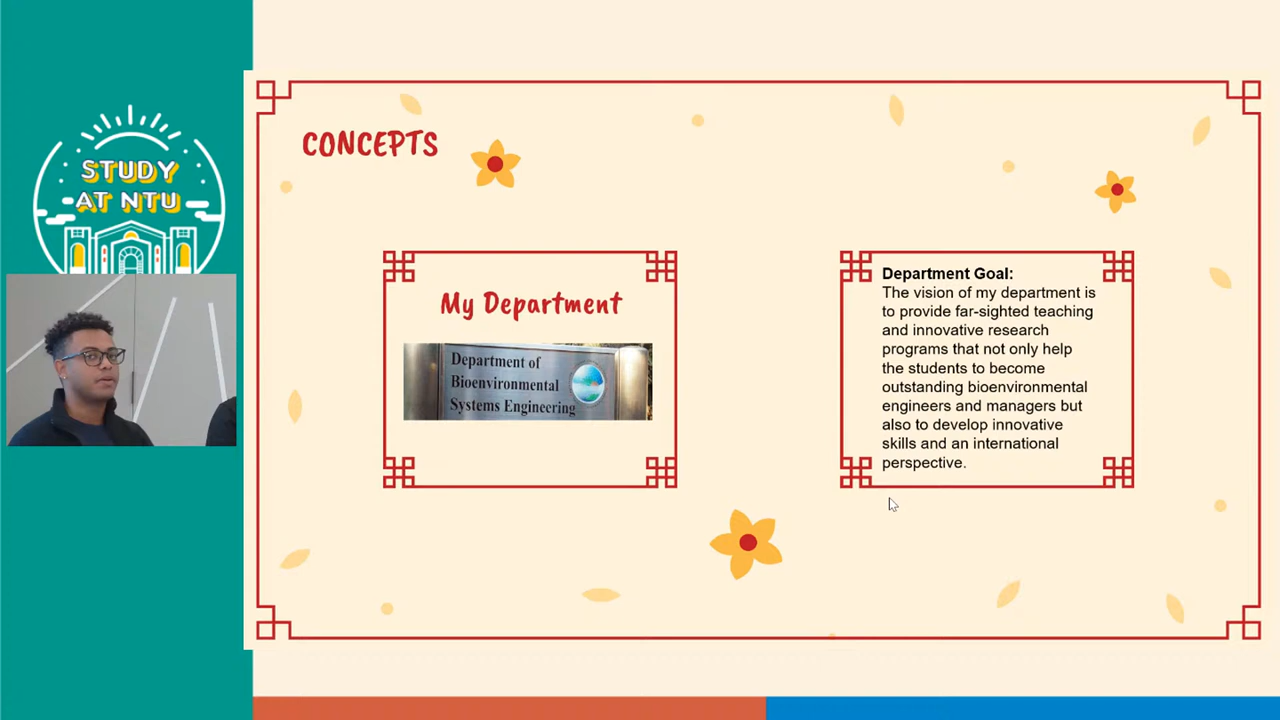 STUDY
AT NTU
CONCEPTS
My Department
Department of
Bioenvironmental
Systems Engineering
Department Goal:
The vision of my department is
to provide far-sighted teaching
and innovative research
programs that not only help
the students to become
outstanding bioenvironmental
engineers and managers but
also to develop innovative
skills and an international
perspective.